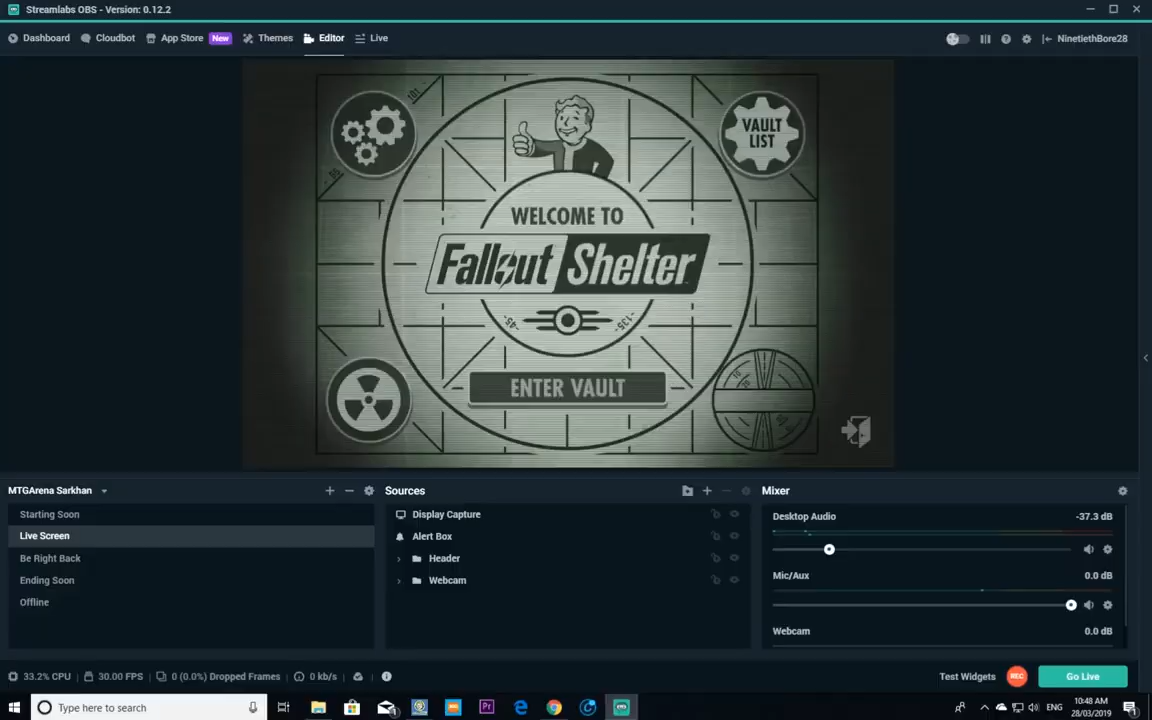 Streamlabs OBS - Version: 0.12.2
Dashboard Cloudbot App Store New Themes Editor Live NinetiethBore28
101
VAULT
LIST
WELCOME TO
Fallout Shelter
-45- -135-
ENTER VAULT
MTGArena Sarkhan Sources Mixer
Starting Soon
Live Screen
Be Right Back
Ending Soon
Offline
Display Capture
Alert Box
Header
Webcam
Desktop Audio -37.3 dB
Mic/Aux 0.0 dB
Webcam 0.0 dB
33.2% CPU 30.00 FPS 0 (0.0%) Dropped Frames 0 kb/s Test Widgets REC Go Live
Type here to search Pr ENG 10:48 AM
28/03/2019